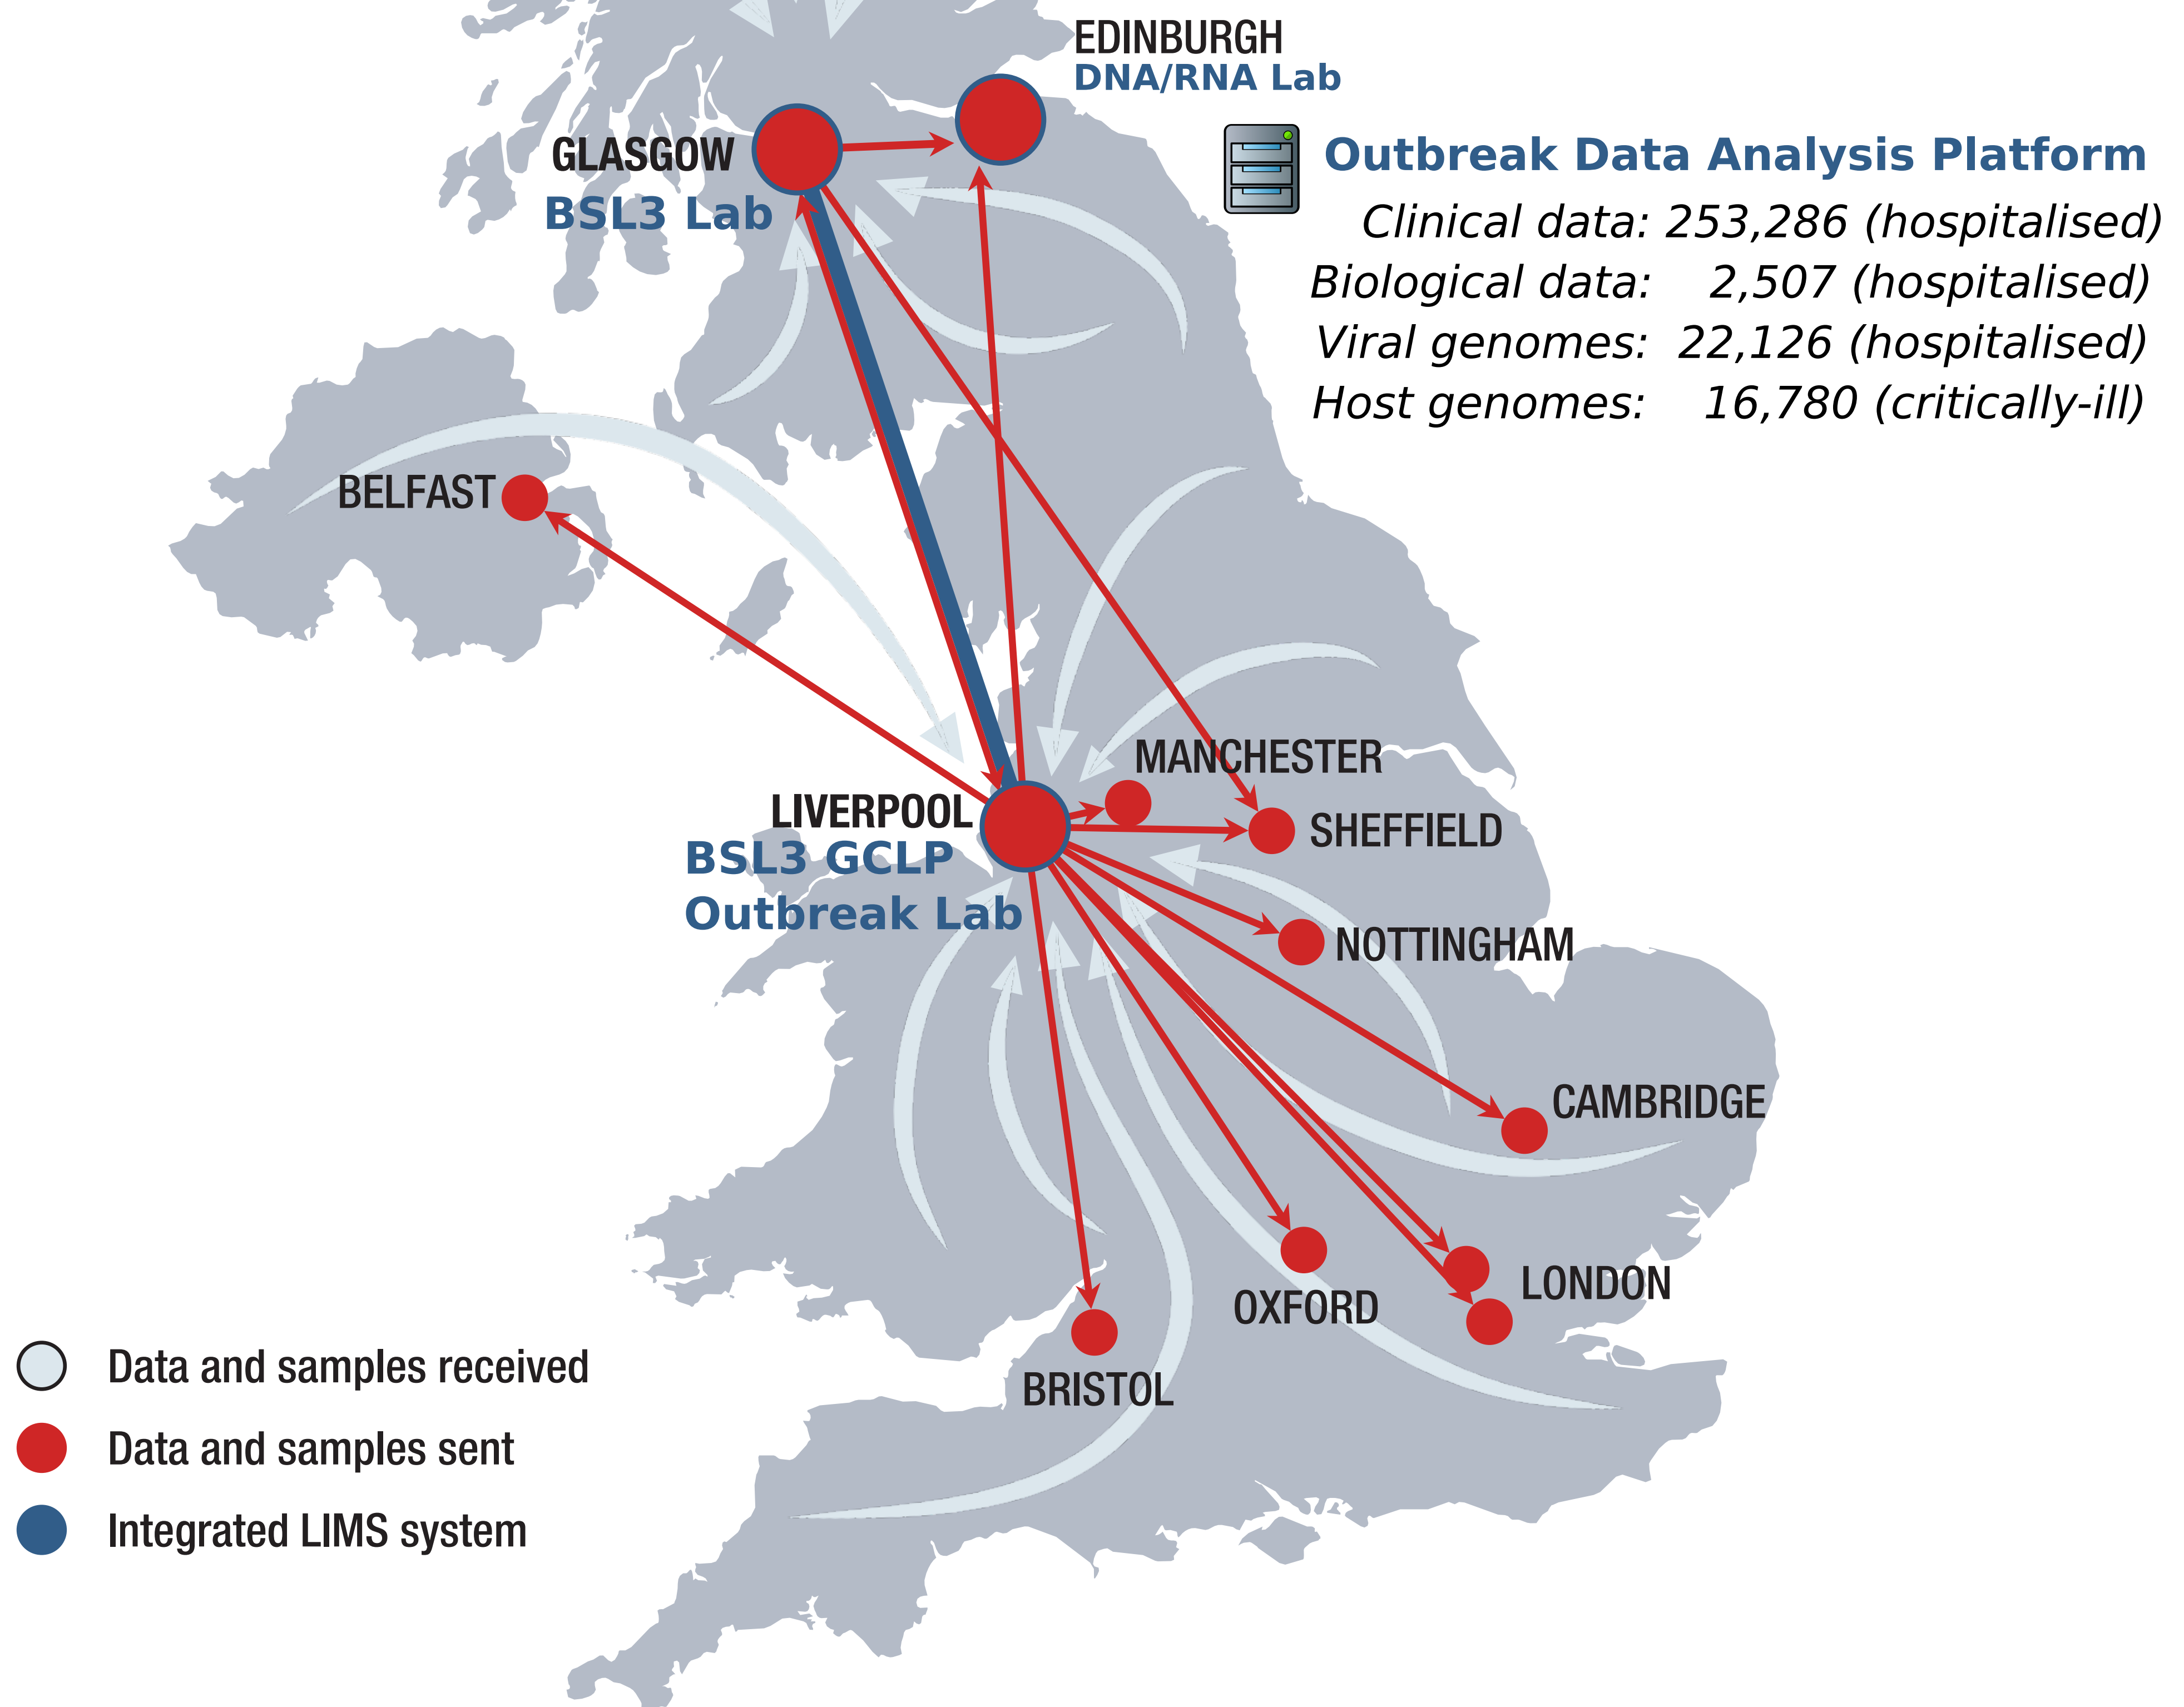 EDINBURGH
DNA/RNA Lab
GLASGOW
BSL3 Lab
Outbreak Data Analysis Platform
Clinical data: 253,286 (hospitalised)
Biological data: 2,507 (hospitalised)
Viral genomes: 22,126 (hospitalised)
Host genomes: 16,780 (critically-ill)
BELFAST
MANCHESTER
LIVERPOOL
BSL3 GCLP
Outbreak Lab
SHEFFIELD
NOTTINGHAM
CAMBRIDGE
LONDON
OXFORD
BRISTOL
Data and samples received
Data and samples sent
Integrated LIMS system